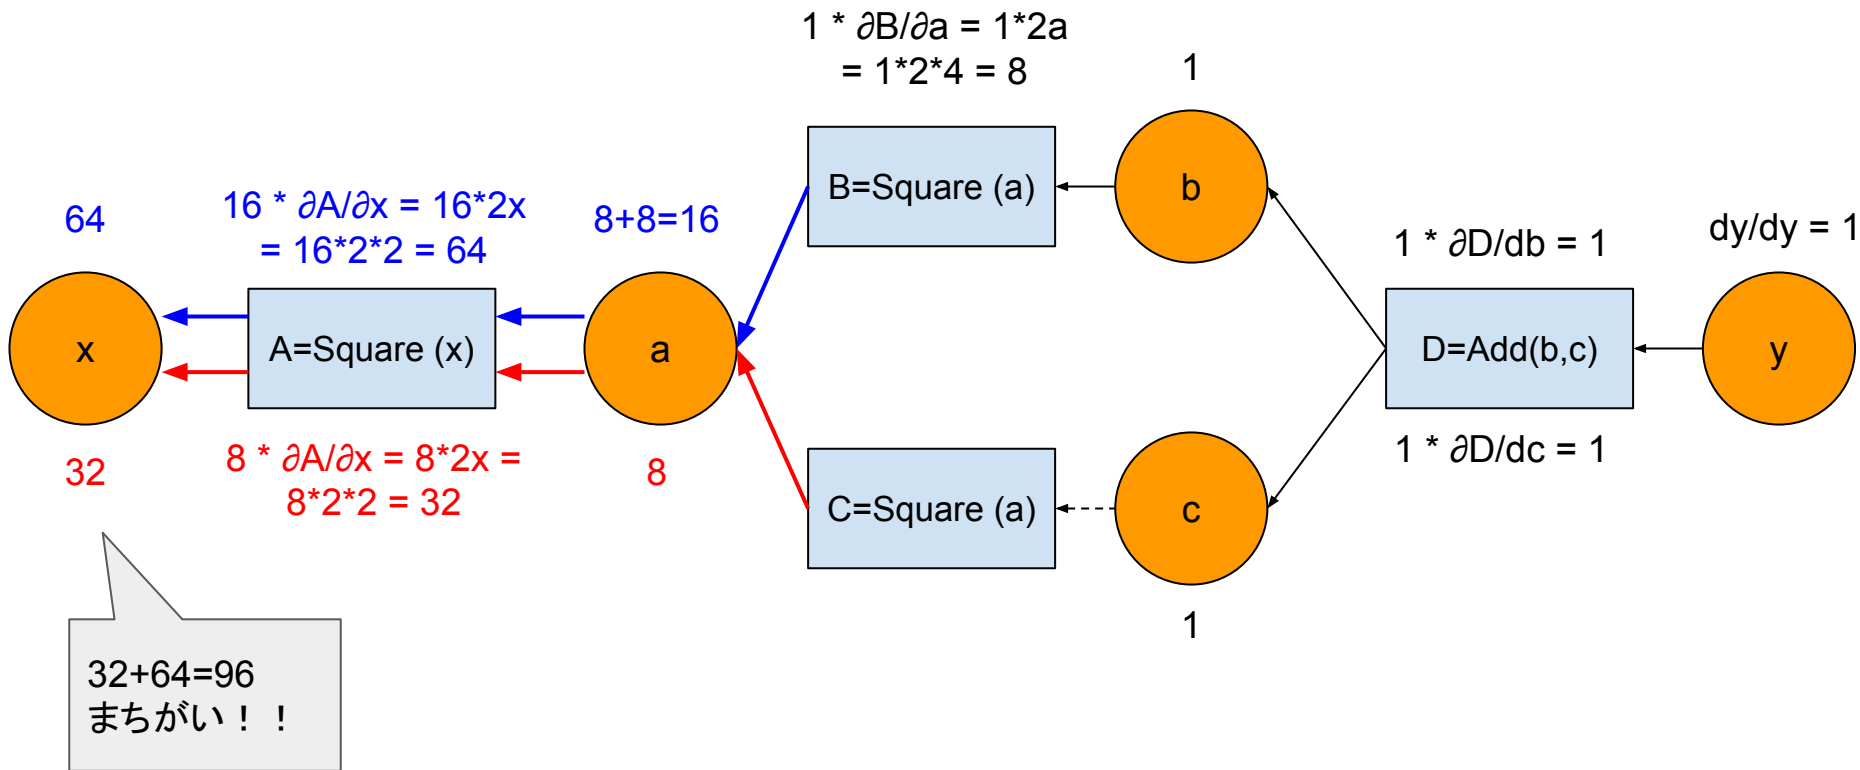 1 * ∂B/∂a = 1*2a
= 1*2*4 = 8
1
B=Square (a)
b
64
16 * ∂A/∂x = 16*2x
= 16*2*2 = 64
8+8=16
1 * ∂D/db = 1
dy/dy = 1
x
A=Square (x)
a
D=Add(b,c)
y
32
8 * ∂A/∂x = 8*2x =
8*2*2 = 32
8
1 * ∂D/dc = 1
C=Square (a)
c
1
32+64=96
まちがい！！